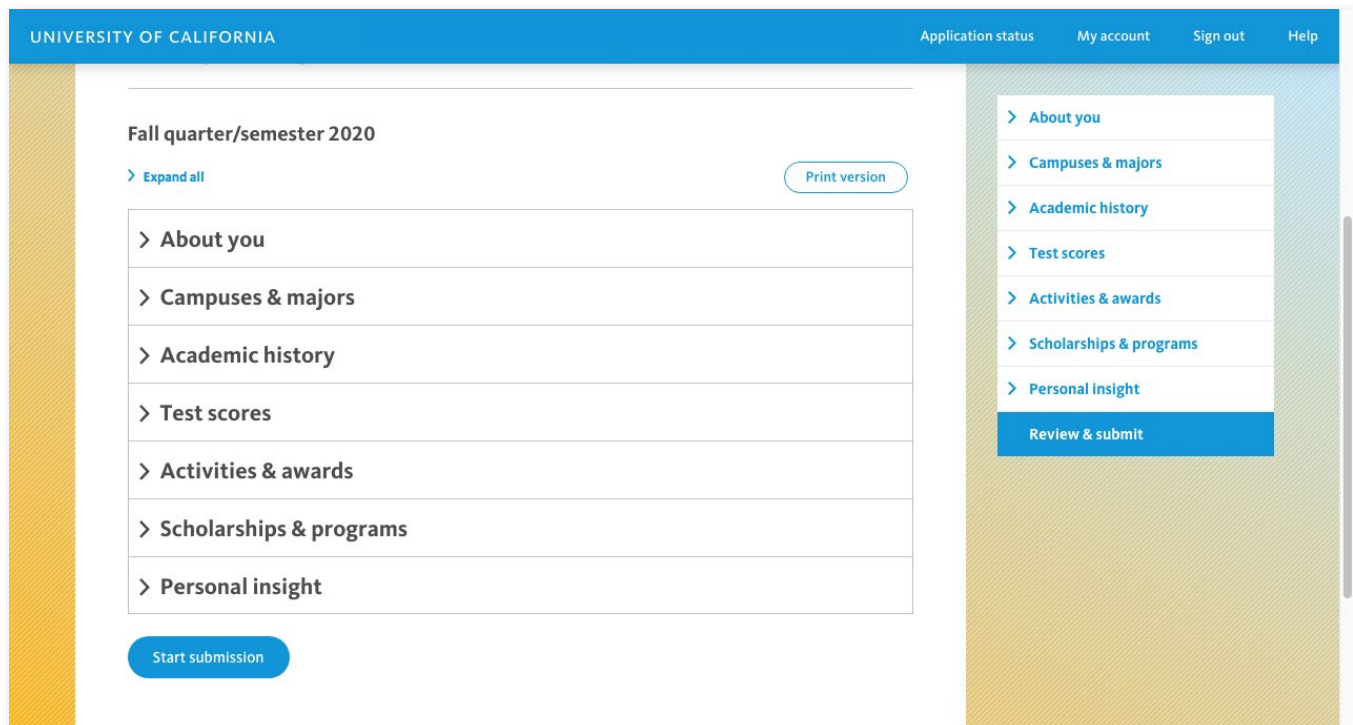 UNIVERSITY OF CALIFORNIA
Application status My account Sign out Help
Fall quarter/semester 2020
Expand all
Print version
About you
Campuses & majors
Academic history
Test scores
Activities & awards
Scholarships & programs
Personal insight
Start submission
About you
Campuses & majors
Academic history
Test scores
Activities & awards
Scholarships & programs
Personal insight
Review & submit